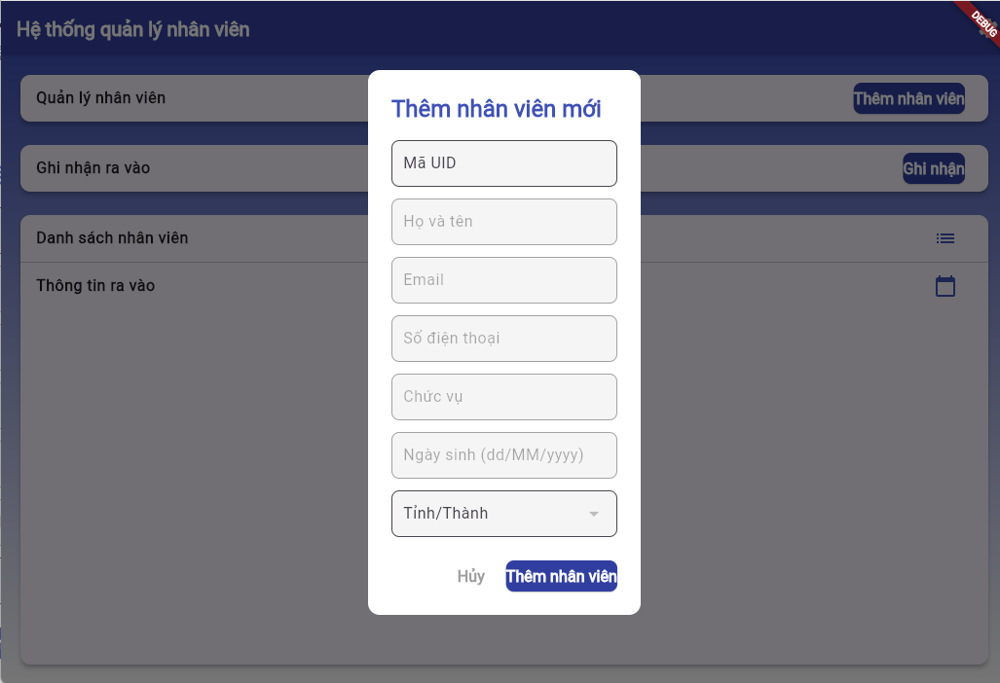 Hệ thống quản lý nhân viên
DEBUG
Quản lý nhân viên
Thêm nhân viên
Ghi nhận ra vào
Ghi nhận
Danh sách nhân viên
Thông tin ra vào
Thêm nhân viên mới
Mã UID
Họ và tên
Email
Số điện thoại
Chức vụ
Ngày sinh (dd/MM/yyyy)
Tỉnh/Thành
Hủy
Thêm nhân viên